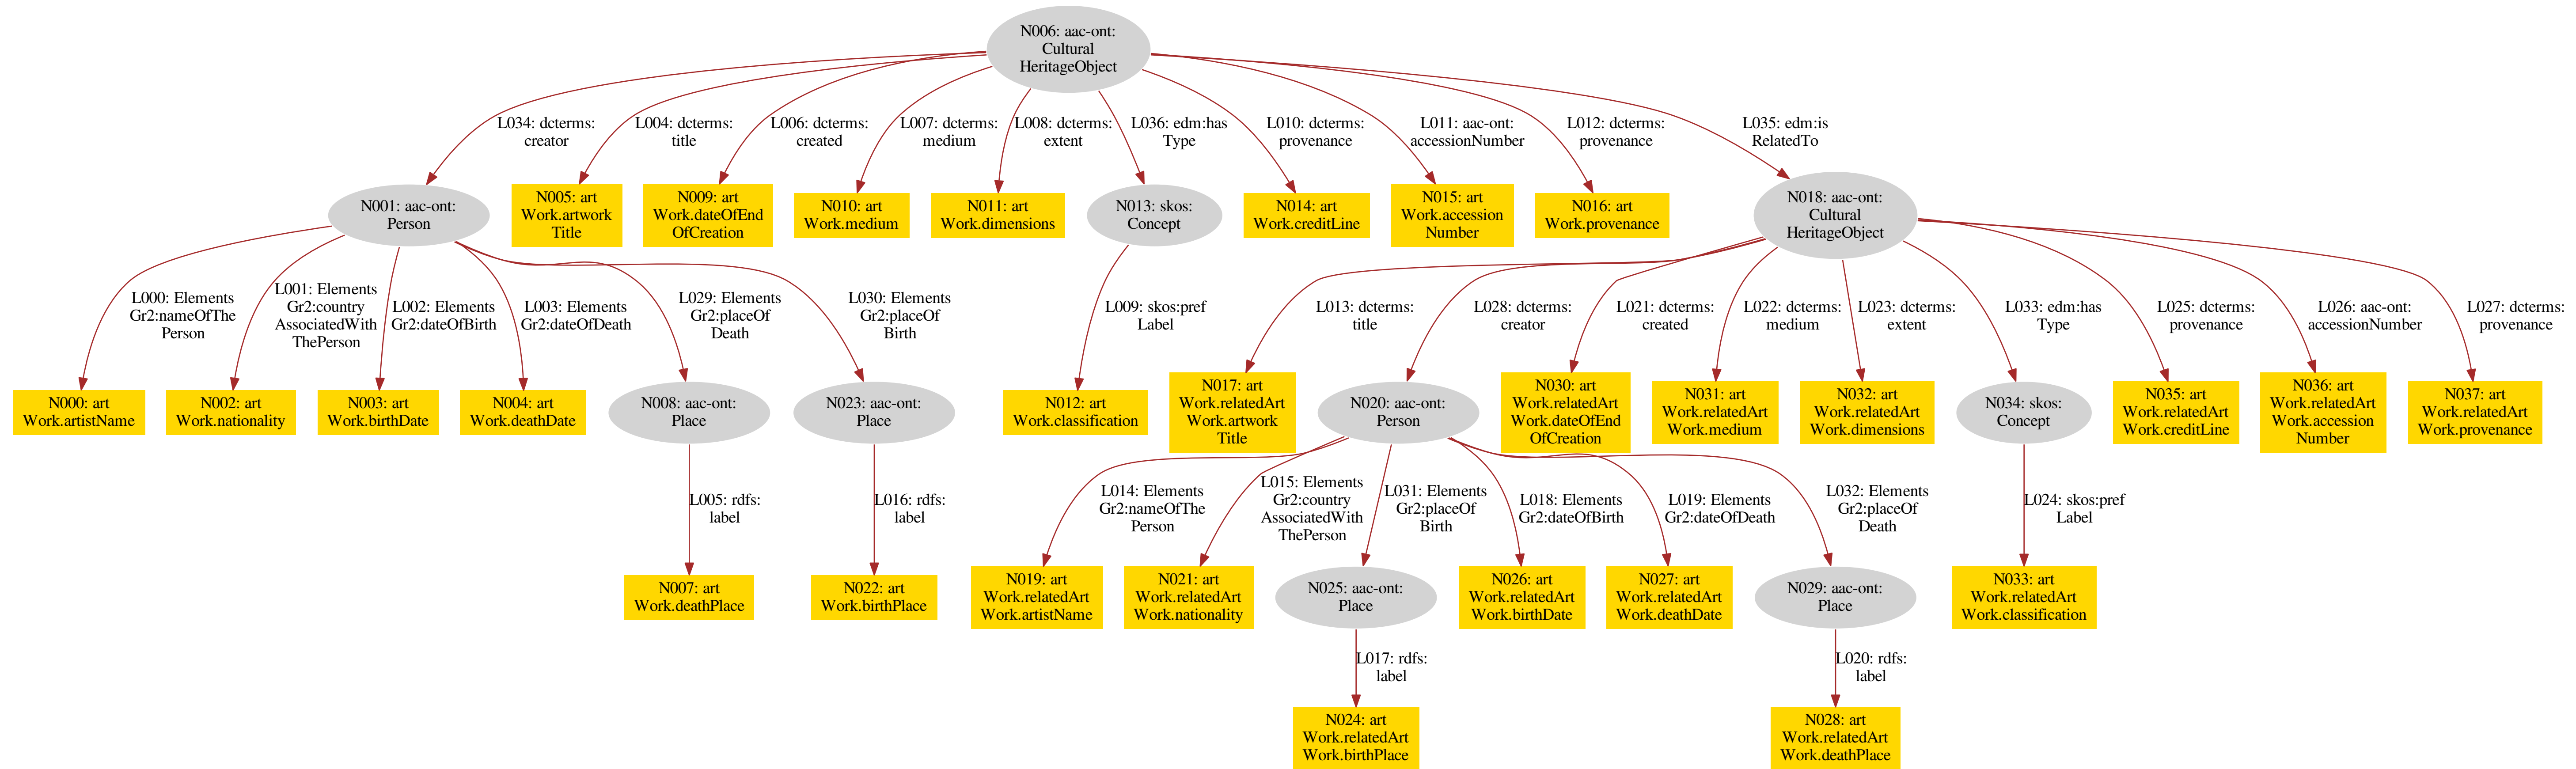 N006: aac-ont:
Cultural
HeritageObject
L034: dcterms:
creator
L004: dcterms:
title
L006: dcterms:
created
L007: dcterms:
medium
L008: dcterms:
extent
L036: edm:has
Type
L010: dcterms:
provenance
L011: aac-ont:
accessionNumber
L012: dcterms:
provenance
L035: edm:is
RelatedTo
N001: aac-ont:
Person
N005: art
Work.artwork
Title
N009: art
Work.dateOfEnd
OfCreation
N010: art
Work.medium
N011: art
Work.dimensions
N013: skos:
Concept
N014: art
Work.creditLine
N015: art
Work.accession
Number
N016: art
Work.provenance
N018: aac-ont:
Cultural
HeritageObject
L000: Elements
Gr2:nameOfThe
Person
L001: Elements
Gr2:country
AssociatedWith
ThePerson
L002: Elements
Gr2:dateOfBirth
L003: Elements
Gr2:dateOfDeath
L029: Elements
Gr2:placeOf
Death
L030: Elements
Gr2:placeOf
Birth
L009: skos:pref
Label
L013: dcterms:
title
L028: dcterms:
creator
L021: dcterms:
created
L022: dcterms:
medium
L023: dcterms:
extent
L033: edm:has
Type
L025: dcterms:
provenance
L026: aac-ont:
accessionNumber
L027: dcterms:
provenance
N000: art
Work.artistName
N002: art
Work.nationality
N003: art
Work.birthDate
N004: art
Work.deathDate
N008: aac-ont:
Place
N023: aac-ont:
Place
N012: art
Work.classification
N017: art
Work.relatedArt
Work.artwork
Title
N020: aac-ont:
Person
N030: art
Work.relatedArt
Work.dateOfEnd
OfCreation
N031: art
Work.relatedArt
Work.medium
N032: art
Work.relatedArt
Work.dimensions
N034: skos:
Concept
N035: art
Work.relatedArt
Work.creditLine
N036: art
Work.relatedArt
Work.accession
Number
N037: art
Work.relatedArt
Work.provenance
L005: rdfs:
label
L016: rdfs:
label
L014: Elements
Gr2:nameOfThe
Person
L015: Elements
Gr2:country
AssociatedWith
ThePerson
L031: Elements
Gr2:placeOf
Birth
L018: Elements
Gr2:dateOfBirth
L019: Elements
Gr2:dateOfDeath
L032: Elements
Gr2:placeOf
Death
L024: skos:pref
Label
N007: art
Work.deathPlace
N022: art
Work.birthPlace
N019: art
Work.relatedArt
Work.artistName
N021: art
Work.relatedArt
Work.nationality
N025: aac-ont:
Place
N026: art
Work.relatedArt
Work.birthDate
N027: art
Work.relatedArt
Work.deathDate
N029: aac-ont:
Place
N033: art
Work.relatedArt
Work.classification
L017: rdfs:
label
L020: rdfs:
label
N024: art
Work.relatedArt
Work.birthPlace
N028: art
Work.relatedArt
Work.deathPlace